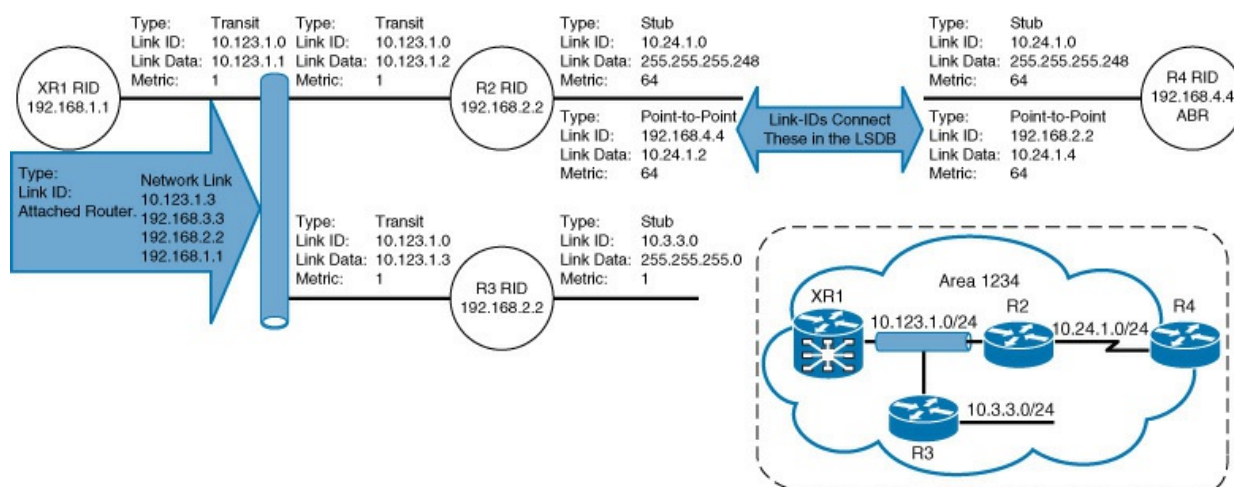 XR1 RID
192.168.1.1
Type: Transit
Link ID: 10.123.1.0
Link Data: 10.123.1.1
Metric: 1
Type: Transit
Link ID: 10.123.1.0
Link Data: 10.123.1.2
Metric: 1
R2 RID
192.168.2.2
Type: Stub
Link ID: 10.24.1.0
Link Data: 255.255.255.248
Metric: 64
Type: Point-to-Point
Link ID: 192.168.4.4
Link Data: 10.24.1.2
Metric: 64
Link-IDs Connect
These in the LSDB
Type: Stub
Link ID: 10.24.1.0
Link Data: 255.255.255.248
Metric: 64
Type: Point-to-Point
Link ID: 192.168.2.2
Link Data: 10.24.1.4
Metric: 64
R4 RID
192.168.4.4
ABR
Type: Network Link
Link ID: 10.123.1.3
Attached Router. 192.168.3.3
192.168.2.2
192.168.1.1
Type: Transit
Link ID: 10.123.1.0
Link Data: 10.123.1.3
Metric: 1
R3 RID
192.168.2.2
Type: Stub
Link ID: 10.3.3.0
Link Data: 255.255.255.0
Metric: 1
Area 1234
XR1
10.123.1.0/24
R2
10.24.1.0/24
R4
10.3.3.0/24
R3